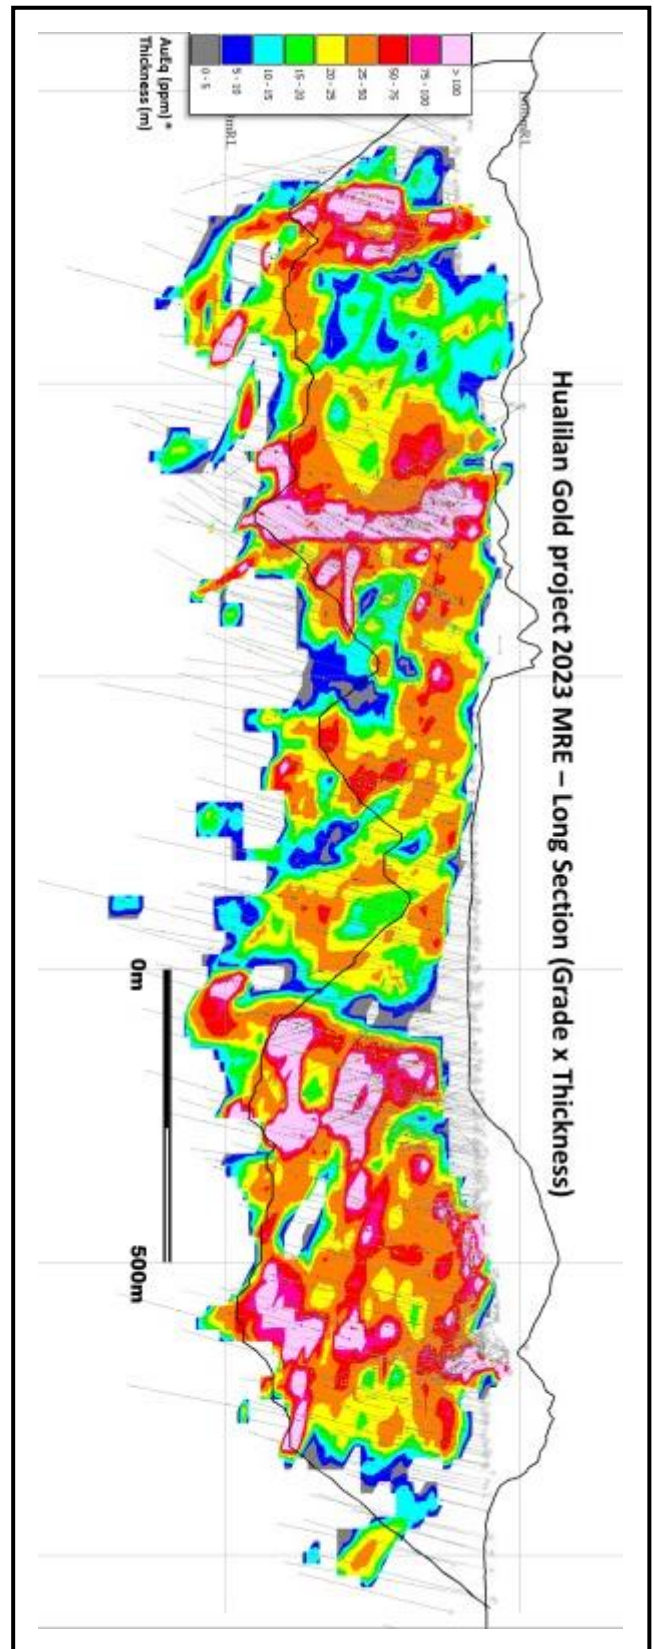 Hualilan Gold project 2023 MRE – Long Section (Grade x Thickness)
AuEq (ppm) *
Thickness (m)
0 - 5
5 - 10
10 - 15
15 - 20
20 - 25
25 - 50
50 - 75
75 - 100
> 100
0m
500m